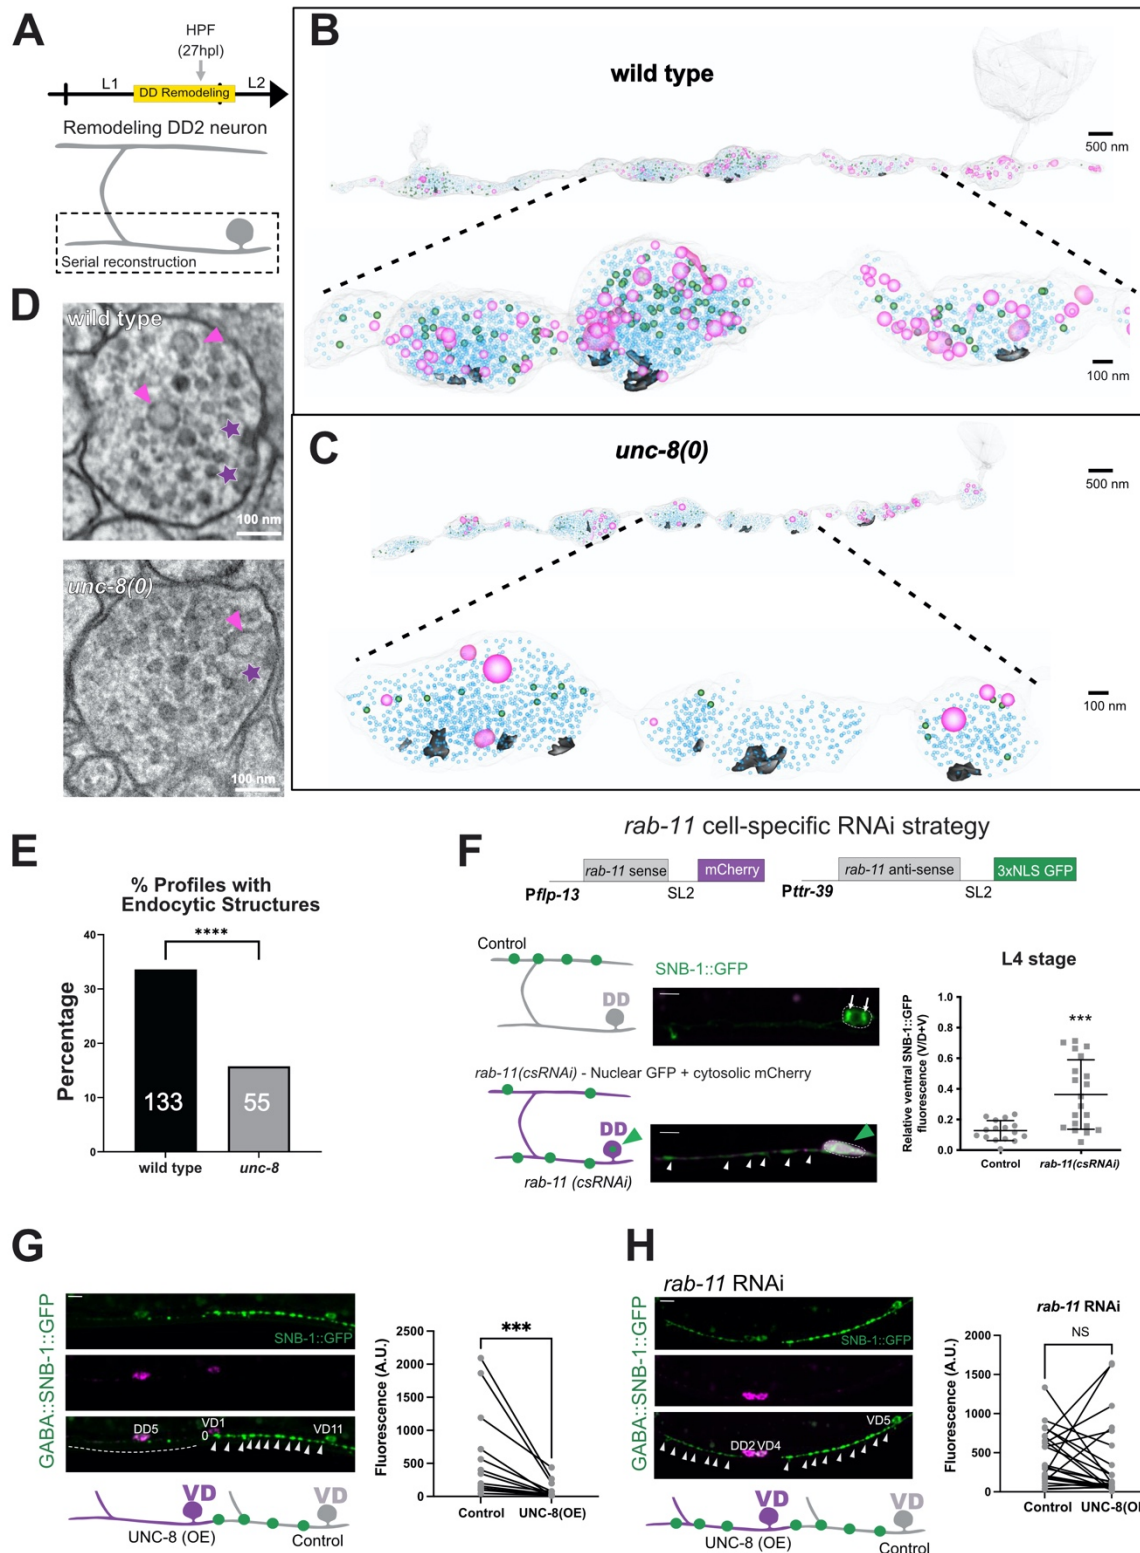 A
HPF
(27hpl)
L1
DD Remodeling
L2
Remodeling DD2 neuron
Serial reconstruction
B
wild type
500 nm
100 nm
C
unc-8(0)
500 nm
100 nm
D
wild type
100 nm
unc-8(0)
100 nm
E
% Profiles with
Endocytic Structures
****
Percentage
40
30
20
10
0
133
55
wild type
unc-8
F
rab-11 cell-specific RNAi strategy
rab-11 sense
mCherry
Pflp-13
SL2
rab-11 anti-sense
3xNLS GFP
Pttr-39
SL2
Control
DD
SNB-1::GFP
rab-11(csRNAi) - Nuclear GFP + cytosolic mCherry
DD
rab-11 (csRNAi)
L4 stage
Relative ventral SNB-1::GFP
fluorescence (V/D+V)
1.0
0.8
0.6
0.4
0.2
0.0
***
Control
rab-11(csRNAi)
G
GABA::SNB-1::GFP
SNB-1::GFP
DD5
VD1
0
VD11
VD
VD
UNC-8 (OE)
Control
Fluorescence (A.U.)
2500
2000
1500
1000
500
0
***
Control
UNC-8(OE)
H
rab-11 RNAi
GABA::SNB-1::GFP
SNB-1::GFP
DD2
VD4
VD5
VD
VD
UNC-8 (OE)
Control
rab-11 RNAi
NS
Fluorescence (A.U.)
2000
1500
1000
500
0
Control
UNC-8(OE